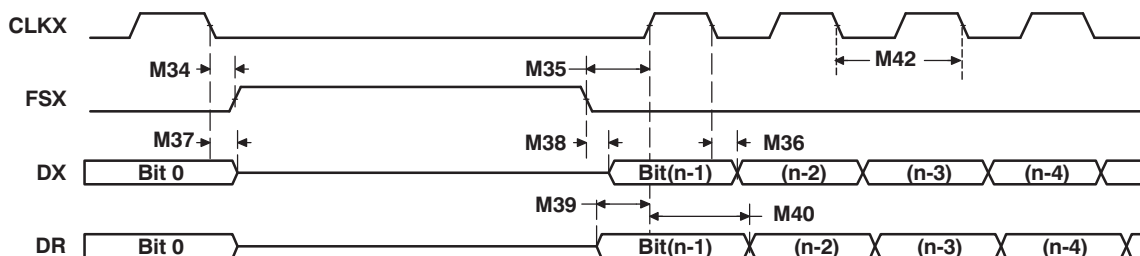 CLKX
M34 M35 M42
FSX
M37 M38 M36
DX Bit 0 Bit(n-1) (n-2) (n-3) (n-4)
M39 M40
DR Bit 0 Bit(n-1) (n-2) (n-3) (n-4)